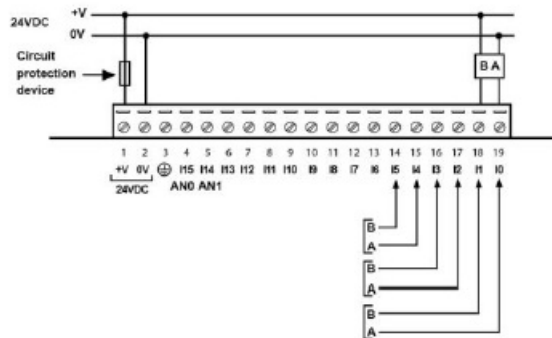 +V
24VDC
0V
Circuit
protection
device
B A
1 2 3 4 5 6 7 8 9 10 11 12 13 14 15 16 17 18 19
+V 0V I15 I14 I13 I12 I11 I10 I9 I8 I7 I6 I5 I4 I3 I2 I1 I0
24VDC AN0 AN1
B
A
B
A
B
A